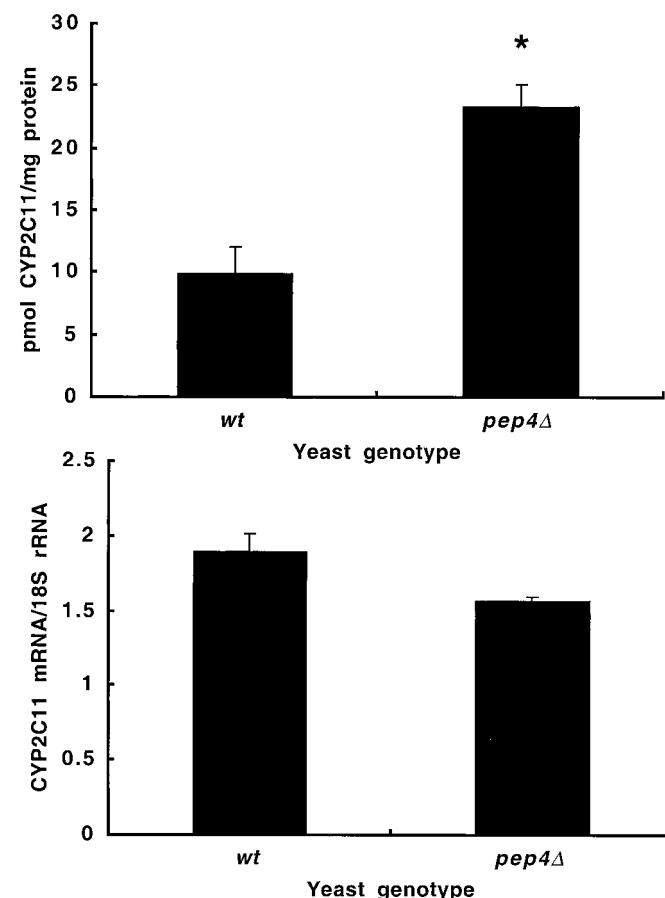 30
25
20
15
10
5
0
pmol CYP2C11/mg protein
*
wt pep4Δ
Yeast genotype
2.5
2
1.5
1
0.5
0
CYP2C11 mRNA/18S rRNA
wt pep4Δ
Yeast genotype